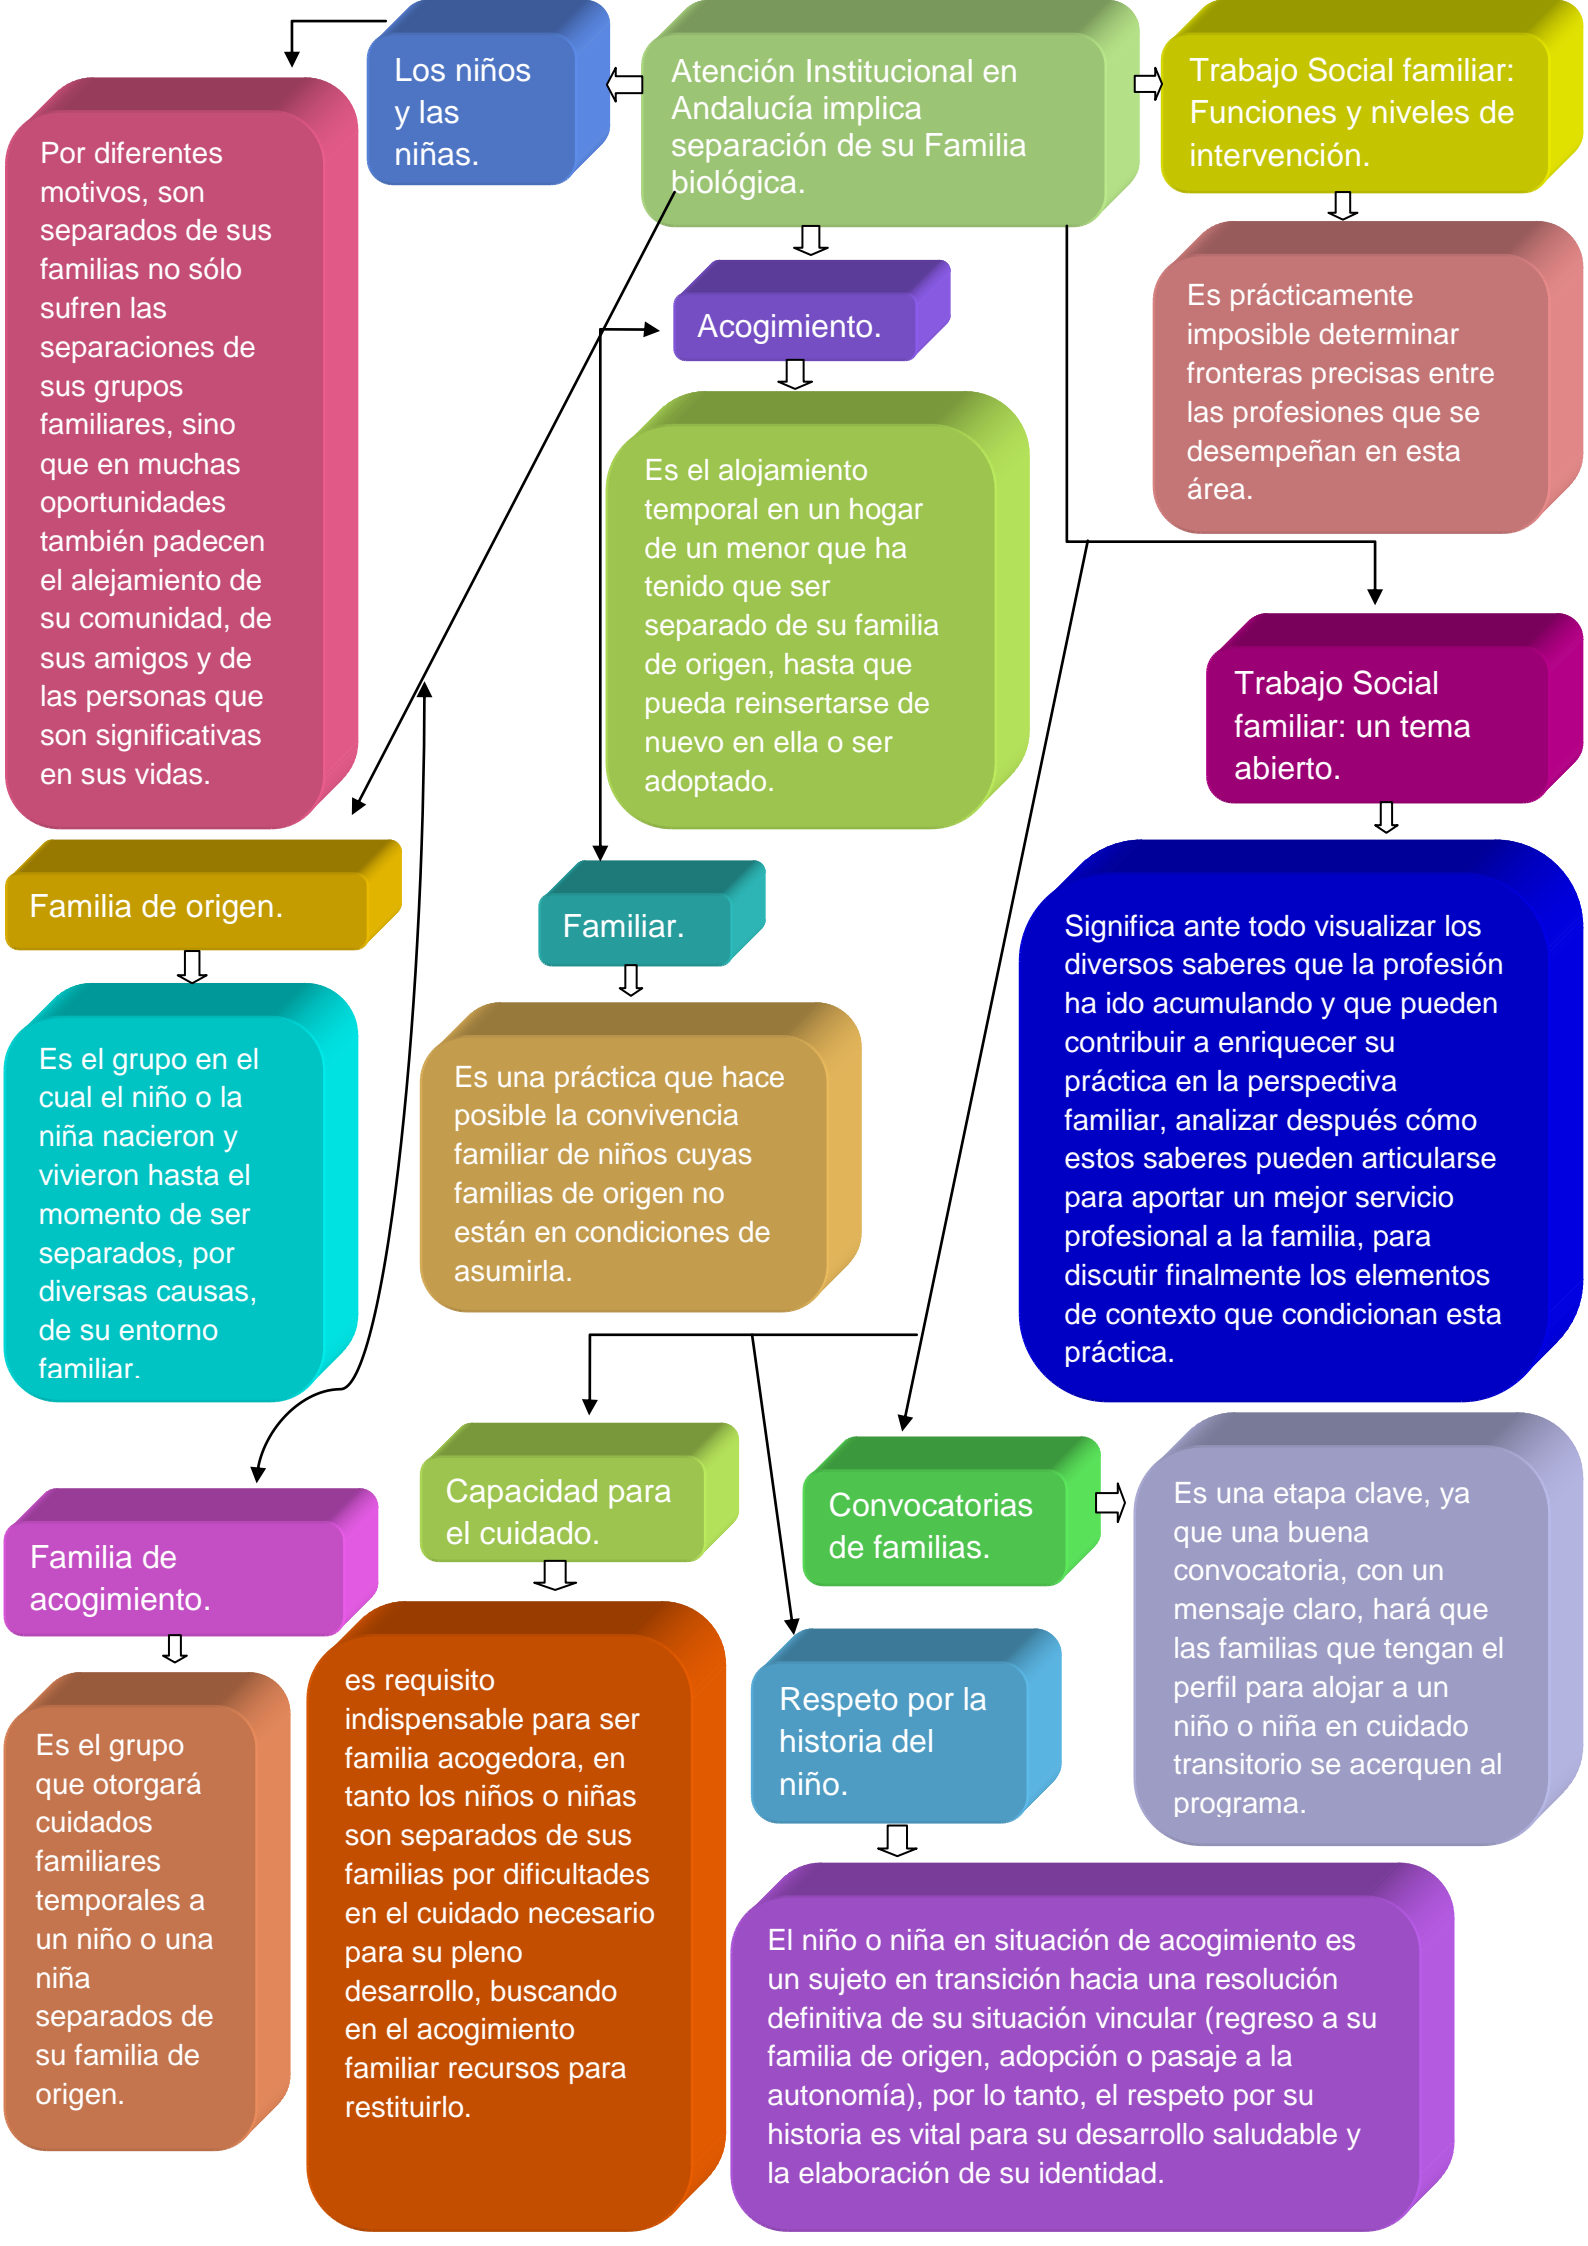 Los niños
y las
niñas.
Atención Institucional en
Andalucía implica
separación de su Familia
biológica.
Trabajo Social familiar:
Funciones y niveles de
intervención.
Por diferentes
motivos, son
separados de sus
familias no sólo
sufren las
separaciones de
sus grupos
familiares, sino
que en muchas
oportunidades
también padecen
el alejamiento de
su comunidad, de
sus amigos y de
las personas que
son significativas
en sus vidas.
Es prácticamente
imposible determinar
fronteras precisas entre
las profesiones que se
desempeñan en esta
área.
Acogimiento.
Es el alojamiento
temporal en un hogar
de un menor que ha
tenido que ser
separado de su familia
de origen, hasta que
pueda reinsertarse de
nuevo en ella o ser
adoptado.
Trabajo Social
familiar: un tema
abierto.
Familia de origen.
Familiar.
Significa ante todo visualizar los
diversos saberes que la profesión
ha ido acumulando y que pueden
contribuir a enriquecer su
práctica en la perspectiva
familiar, analizar después cómo
estos saberes pueden articularse
para aportar un mejor servicio
profesional a la familia, para
discutir finalmente los elementos
de contexto que condicionan esta
práctica.
Es el grupo en el
cual el niño o la
niña nacieron y
vivieron hasta el
momento de ser
separados, por
diversas causas,
de su entorno
familiar.
Es una práctica que hace
posible la convivencia
familiar de niños cuyas
familias de origen no
están en condiciones de
asumirla.
Capacidad para
el cuidado.
Convocatorias
de familias.
Es una etapa clave, ya
que una buena
convocatoria, con un
mensaje claro, hará que
las familias que tengan el
perfil para alojar a un
niño o niña en cuidado
transitorio se acerquen al
programa.
Familia de
acogimiento.
Es el grupo
que otorgará
cuidados
familiares
temporales a
un niño o una
niña
separados de
su familia de
origen.
es requisito
indispensable para ser
familia acogedora, en
tanto los niños o niñas
son separados de sus
familias por dificultades
en el cuidado necesario
para su pleno
desarrollo, buscando
en el acogimiento
familiar recursos para
restituirlo.
Respeto por la
historia del
niño.
El niño o niña en situación de acogimiento es
un sujeto en transición hacia una resolución
definitiva de su situación vincular (regreso a su
familia de origen, adopción o pasaje a la
autonomía), por lo tanto, el respeto por su
historia es vital para su desarrollo saludable y
la elaboración de su identidad.